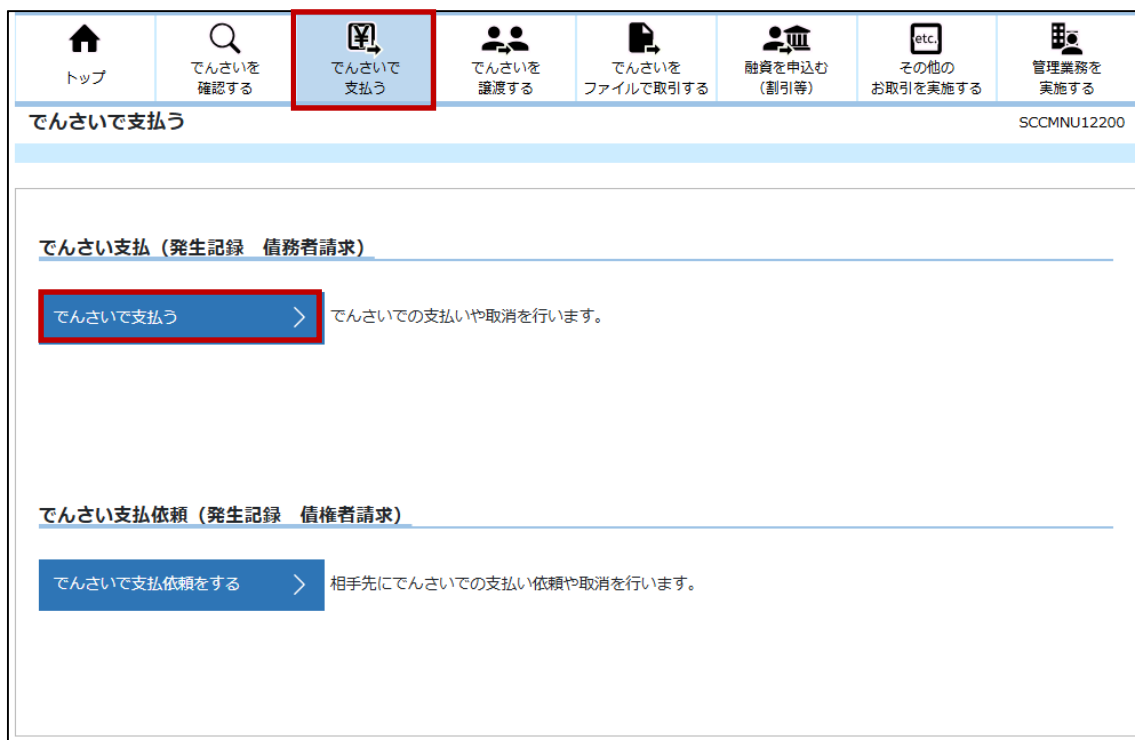 トップ
でんさいを
確認する
でんさいで
支払う
でんさいを
譲渡する
でんさいを
ファイルで取引する
融資を申込む
（割引等）
etc.
その他の
お取引を実施する
管理業務を
実施する
でんさいで支払う
SCCMNU12200
でんさい支払（発生記録　債務者請求）
でんさいで支払う
でんさいでの支払いや取消を行います。
でんさい支払依頼（発生記録　債権者請求）
でんさいで支払依頼をする
相手先にでんさいでの支払い依頼や取消を行います。